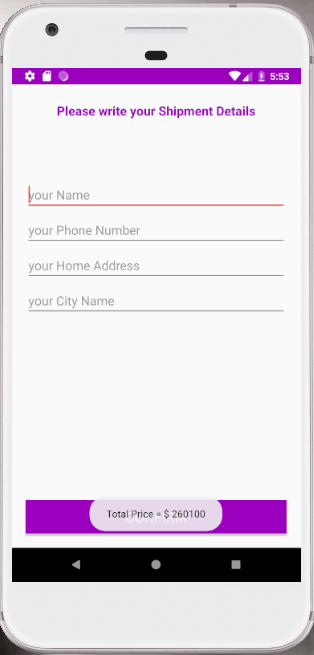 5:53
Please write your Shipment Details
your Name
your Phone Number
your Home Address
your City Name
Total Price = $ 260100